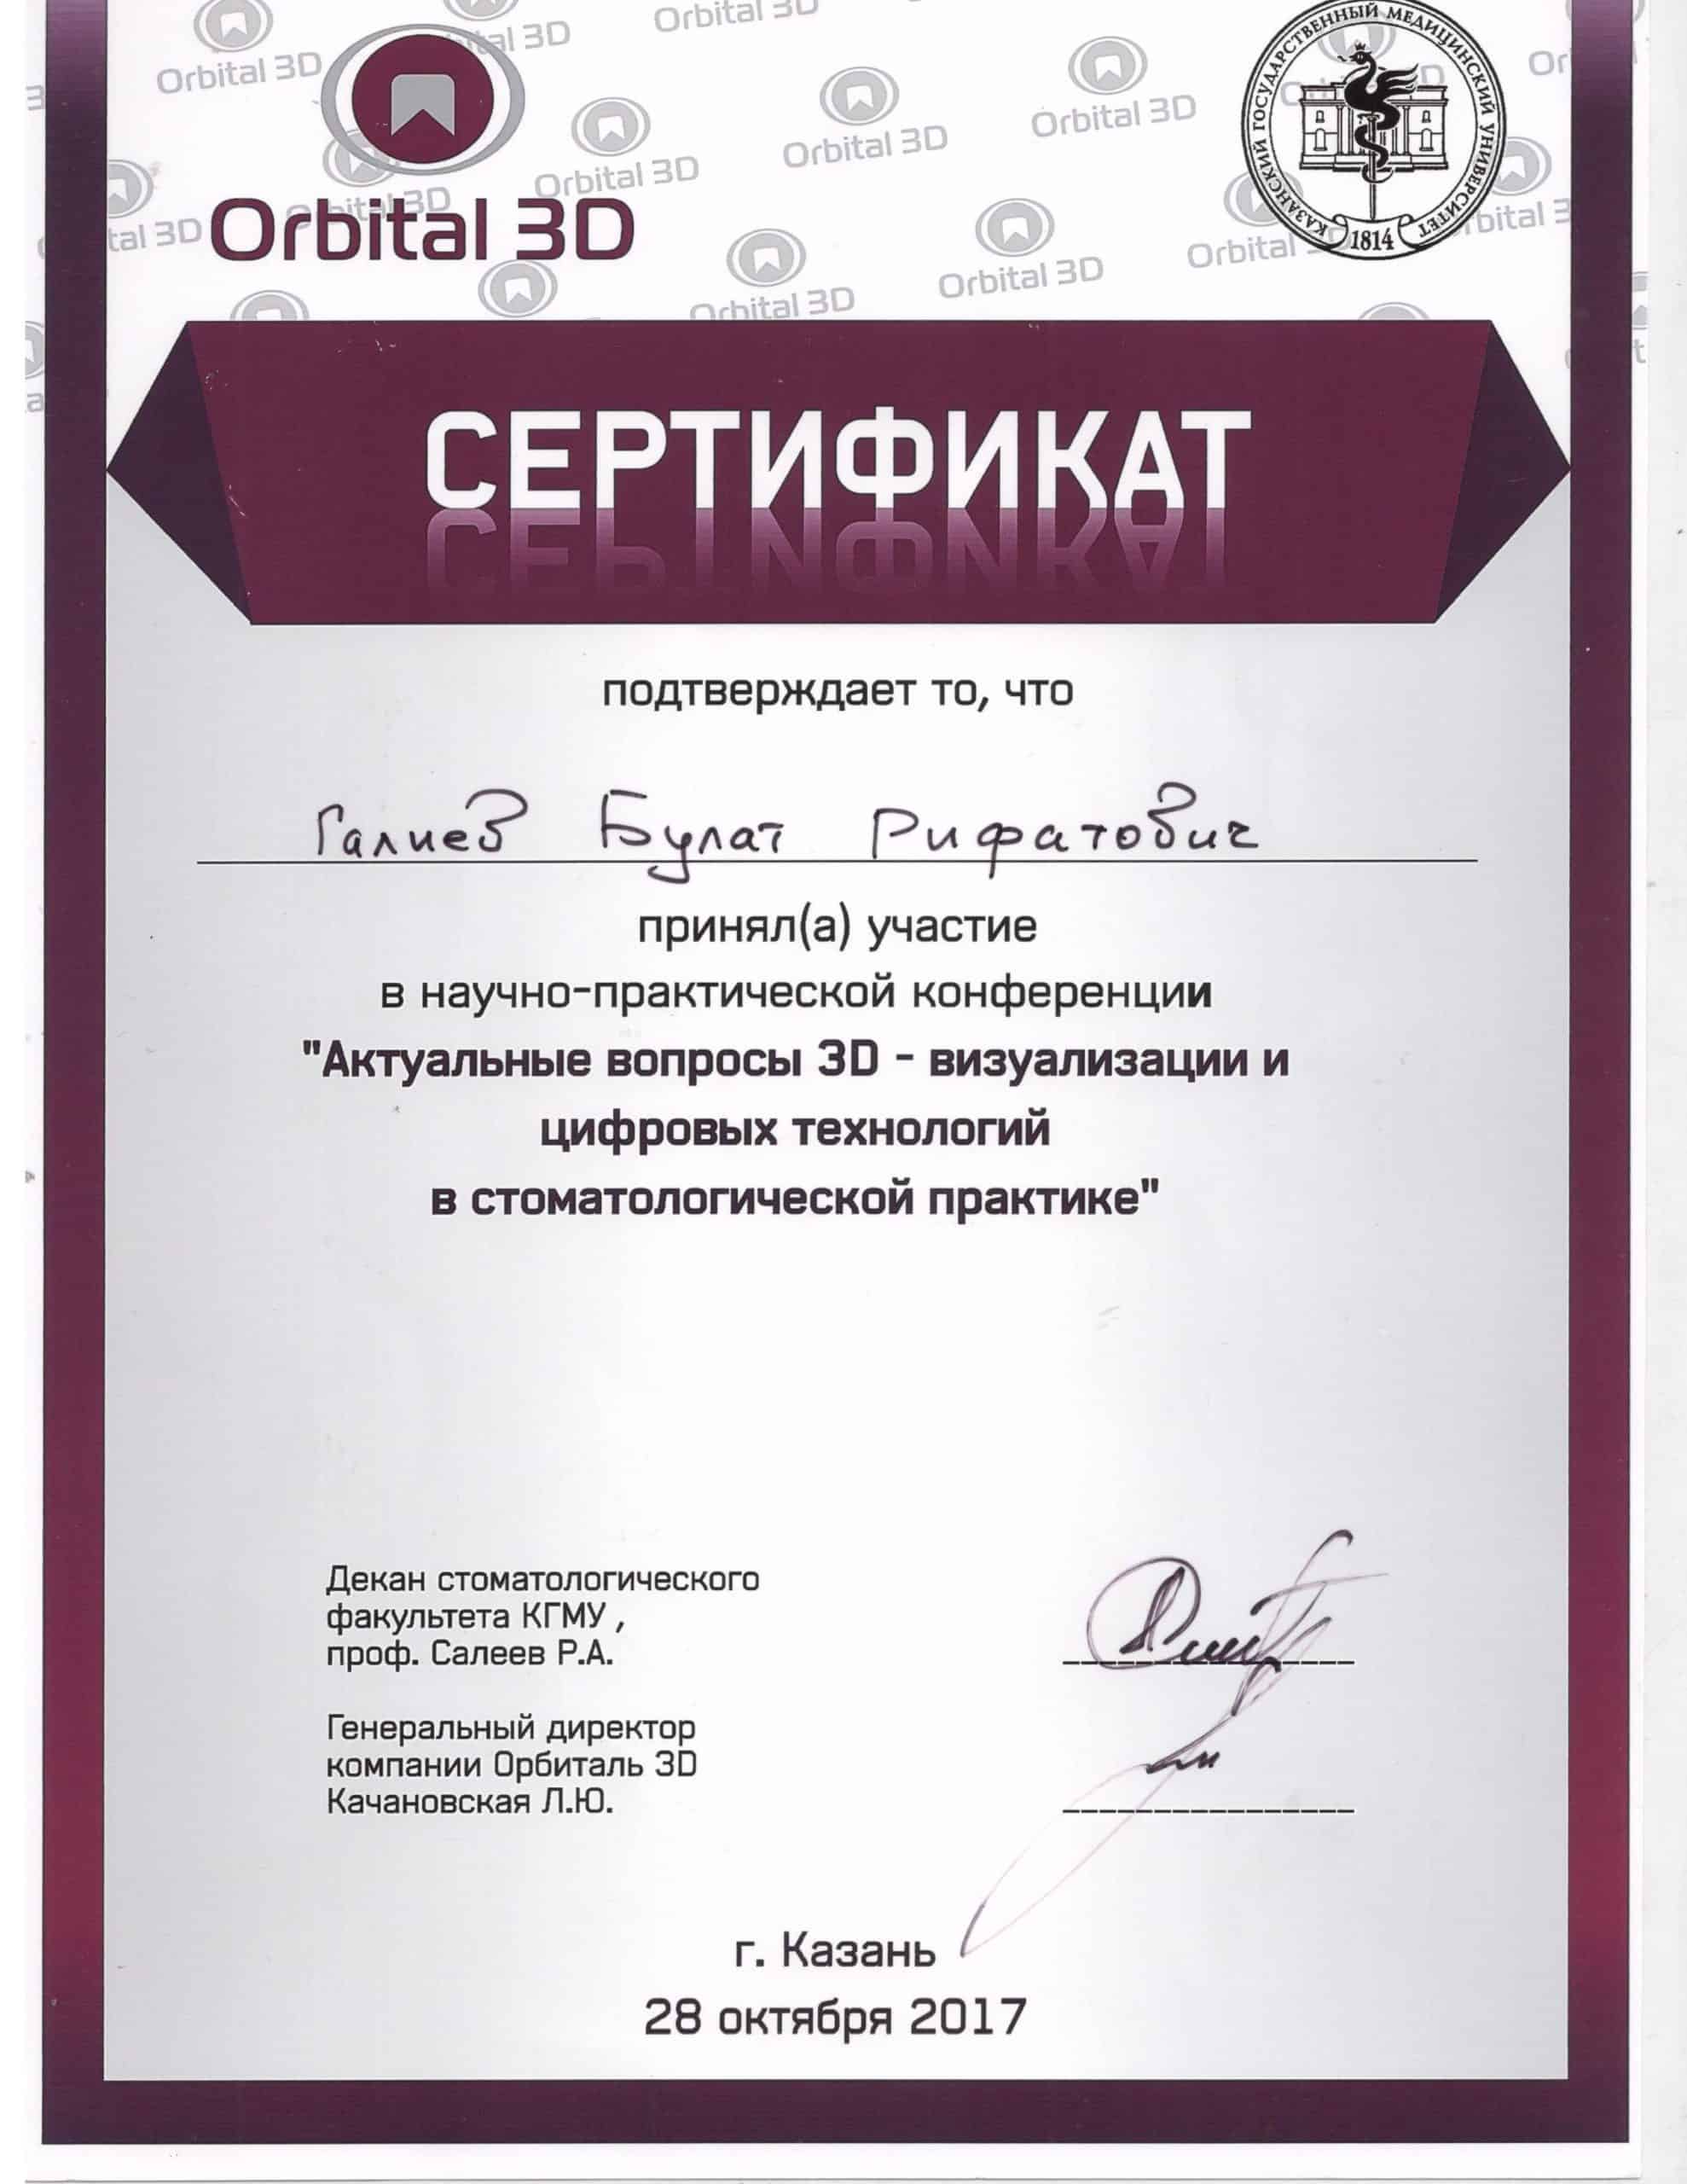 Orbital 3D
КАЗАНСКИЙ ГОСУДАРСТВЕННЫЙ МЕДИЦИНСКИЙ УНИВЕРСИТЕТ
1814
СЕРТИФИКАТ
подтверждает то, что
Галиев Булат Рифатович
принял(а) участие
в научно-практической конференции
"Актуальные вопросы 3D - визуализации и
цифровых технологий
в стоматологической практике"
Декан стоматологического
факультета КГМУ ,
проф. Салеев Р.А.
Генеральный директор
компании Орбиталь 3D
Качановская Л.Ю.
г. Казань
28 октября 2017